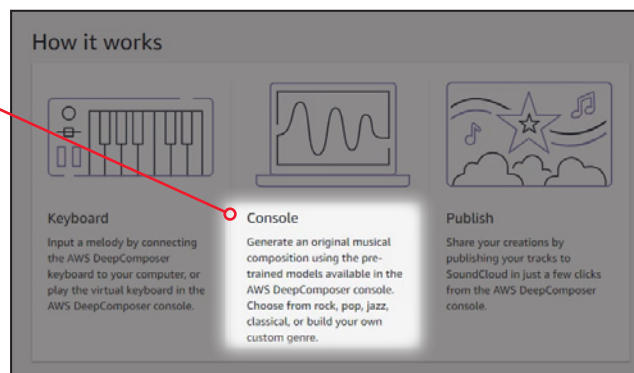 How it works
Keyboard
Input a melody by connecting
the AWS DeepComposer
keyboard to your computer, or
play the virtual keyboard in the
AWS DeepComposer console.
Console
Generate an original musical
composition using the pre-
trained models available in the
AWS DeepComposer console.
Choose from rock, pop, jazz,
classical, or build your own
custom genre.
Publish
Share your creations by
publishing your tracks to
SoundCloud in just a few clicks
from the AWS DeepComposer
console.